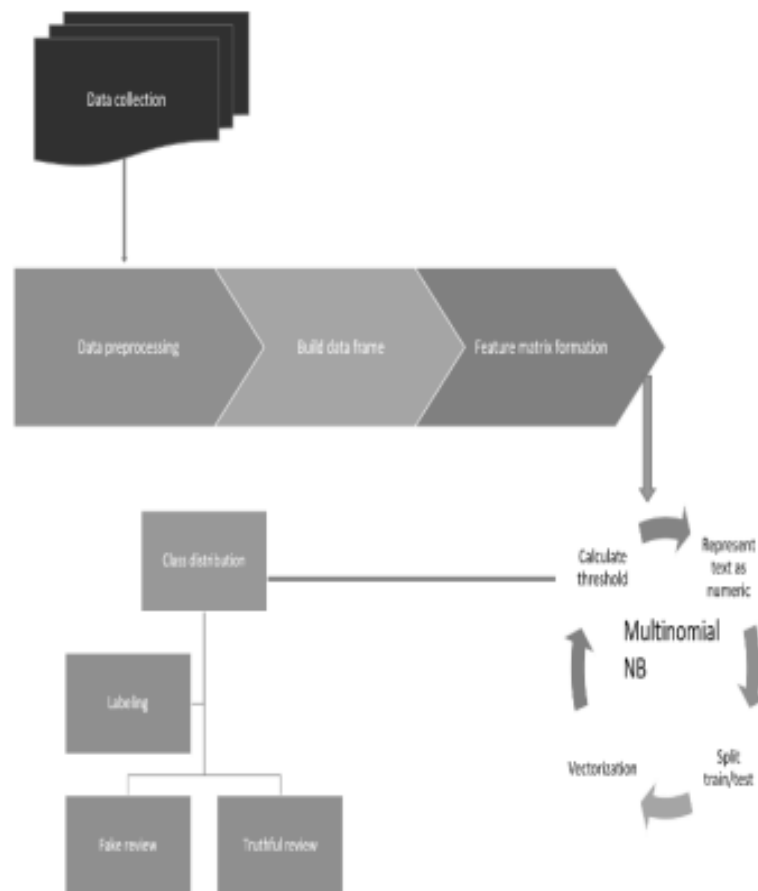 Data collection
Data preprocessing
Build data frame
Feature matrix formation
Class distribution
Calculate
threshold
Represent
text as
numeric
Multinomial
NB
Labeling
Vectorization
Split
train/test
Fake review
Truthful review